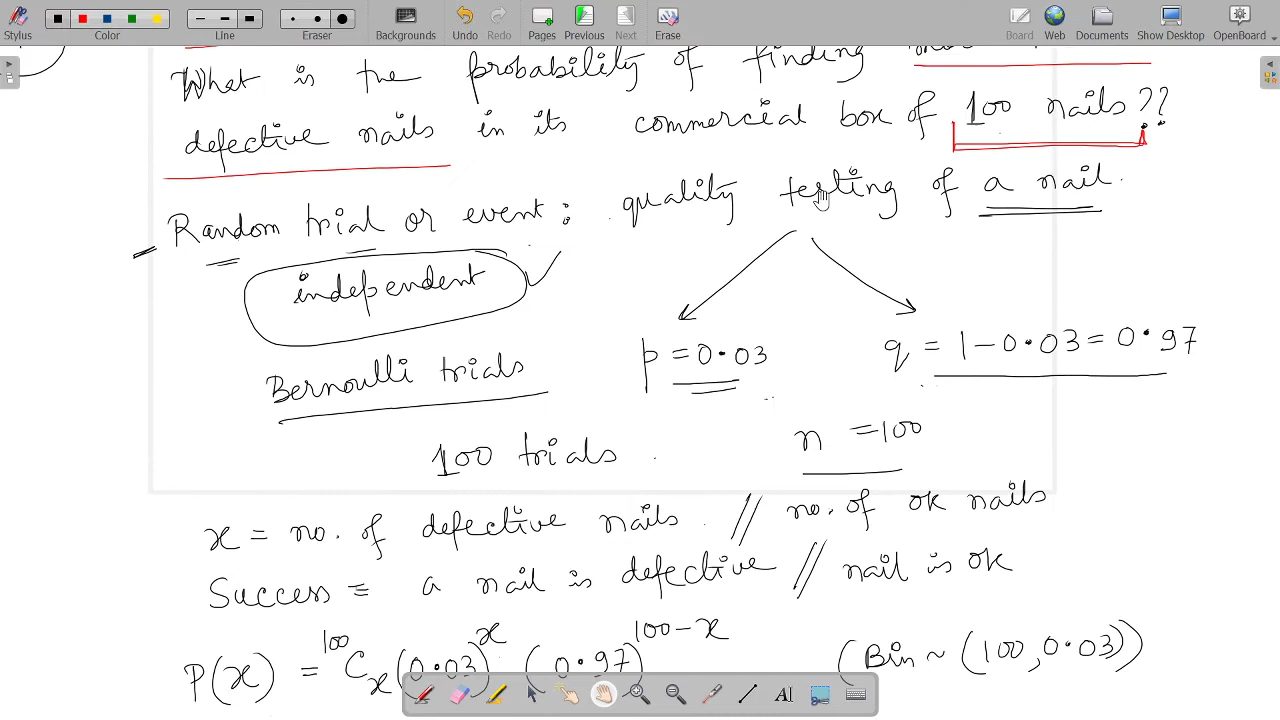 Stylus Color Line Eraser Backgrounds Undo Redo Pages Previous Next Erase Board Web Documents Show Desktop OpenBoard
What is the probability of finding
defective nails in its commercial box of 100 nails??
Random trial or event: quality testing of a nail.
independent
p = 0.03 q = 1-0.03 = 0.97
Bernoulli trials
n = 100
100 trials.
x = no. of defective nails. // no. of ok nails
Success = a nail is defective // nail is ok
P(x) = 100Cx (0.03)^x (0.97)^100-x (Bin ~ (100, 0.03))